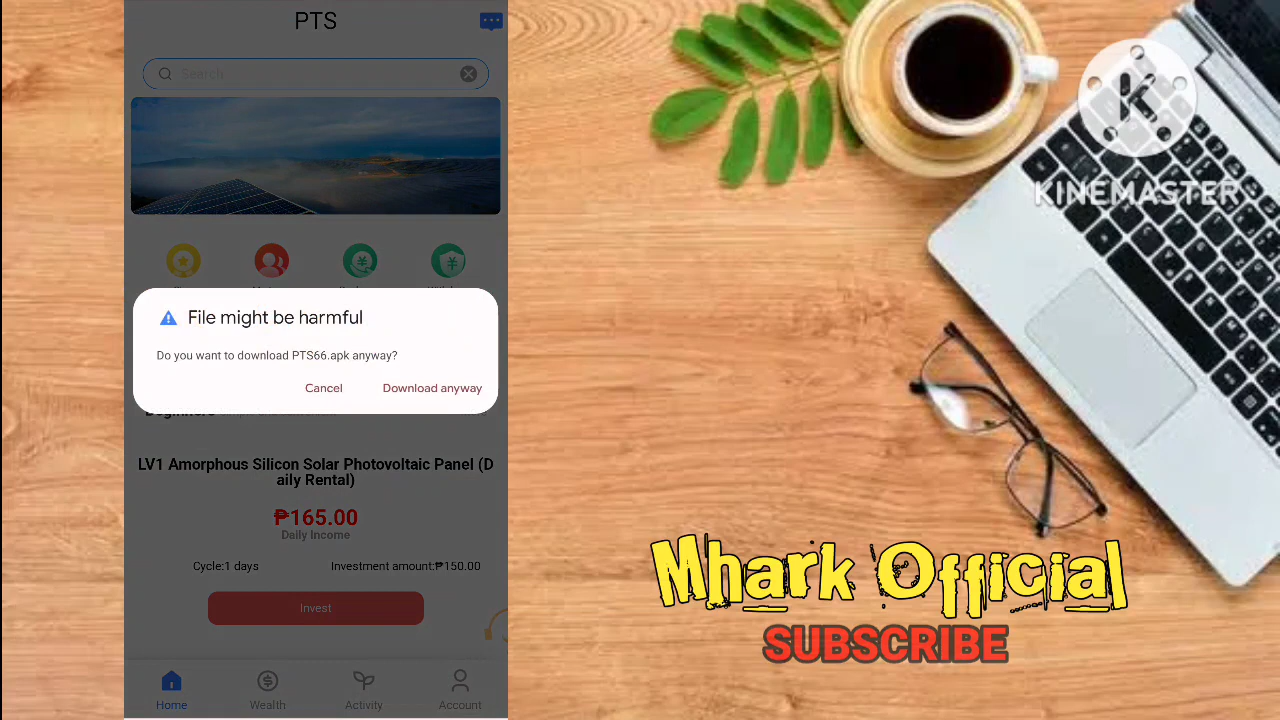 PTS
Search
File might be harmful
Do you want to download PTS66.apk anyway?
Cancel
Download anyway
LV1 Amorphous Silicon Solar Photovoltaic Panel (D
aily Rental)
₱165.00
Daily Income
Cycle:1 days
Investment amount:₱150.00
Invest
Home
Wealth
Activity
Account
KINEMASTER
Mhark Official
SUBSCRIBE